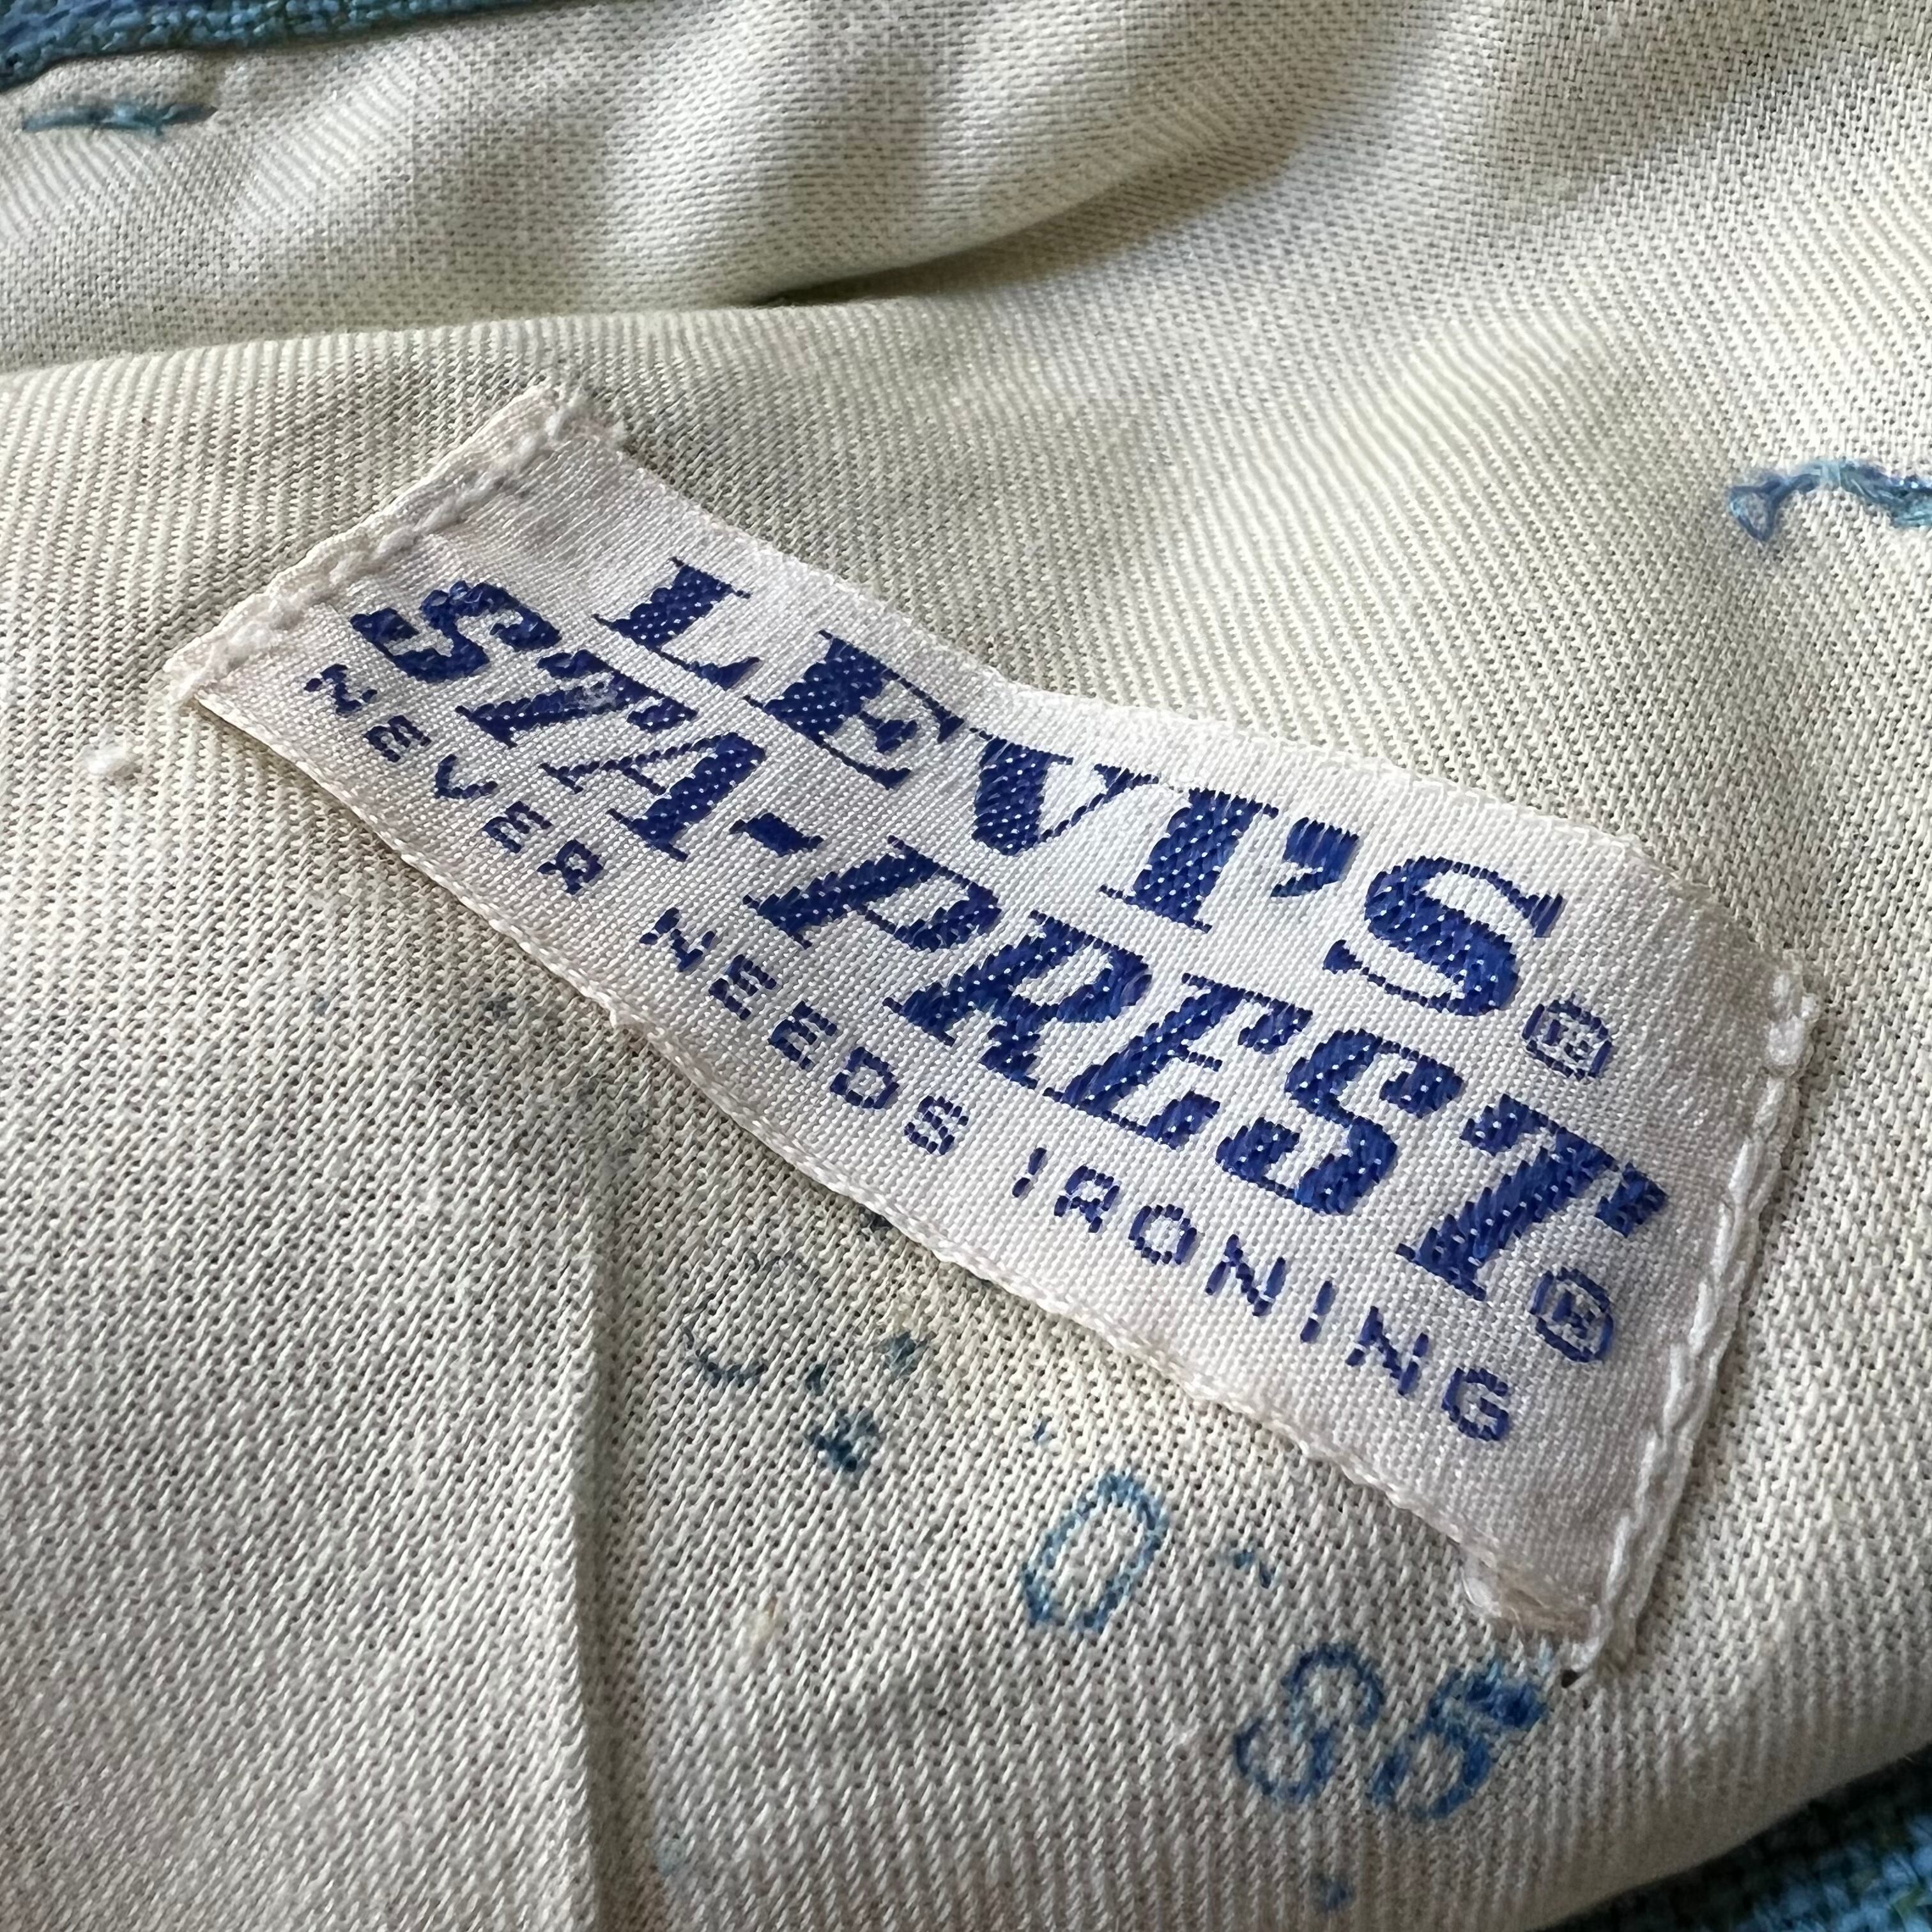 LEVI'S®
STA-PREST®
NEVER NEEDS IRONING